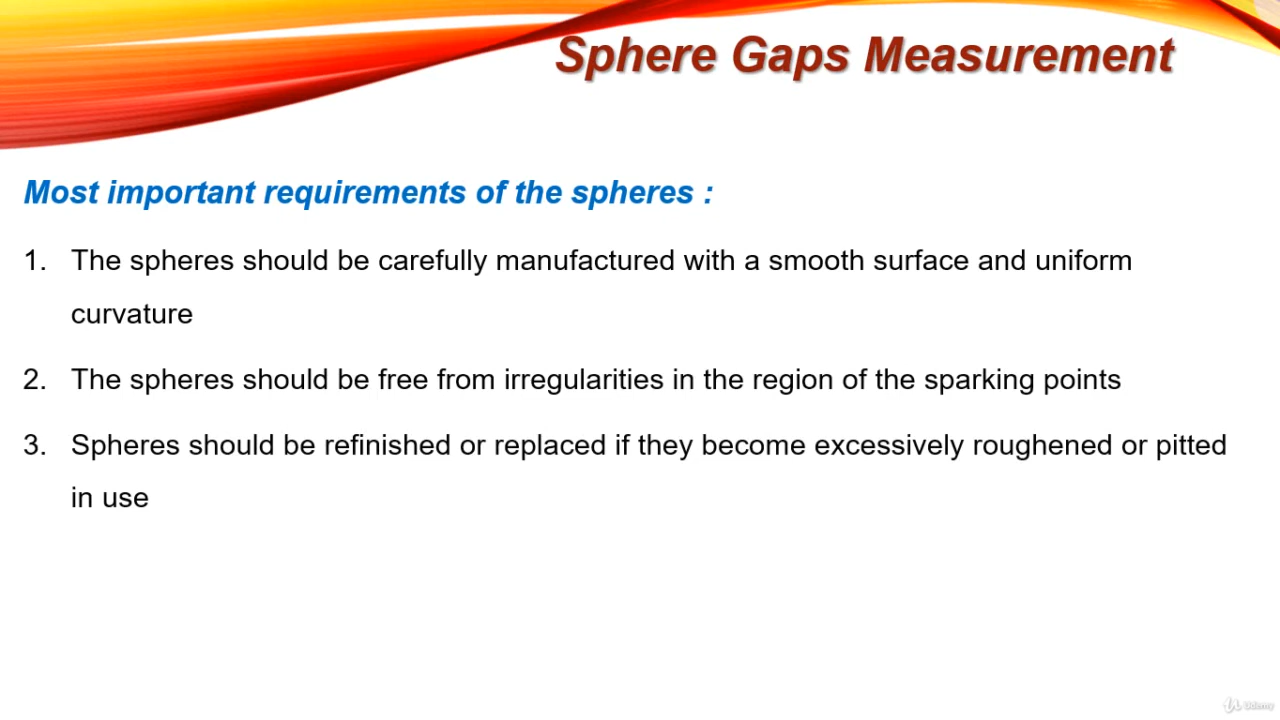 Sphere Gaps Measurement
Most important requirements of the spheres :
1. The spheres should be carefully manufactured with a smooth surface and uniform
curvature
2. The spheres should be free from irregularities in the region of the sparking points
3. Spheres should be refinished or replaced if they become excessively roughened or pitted
in use
Udemy